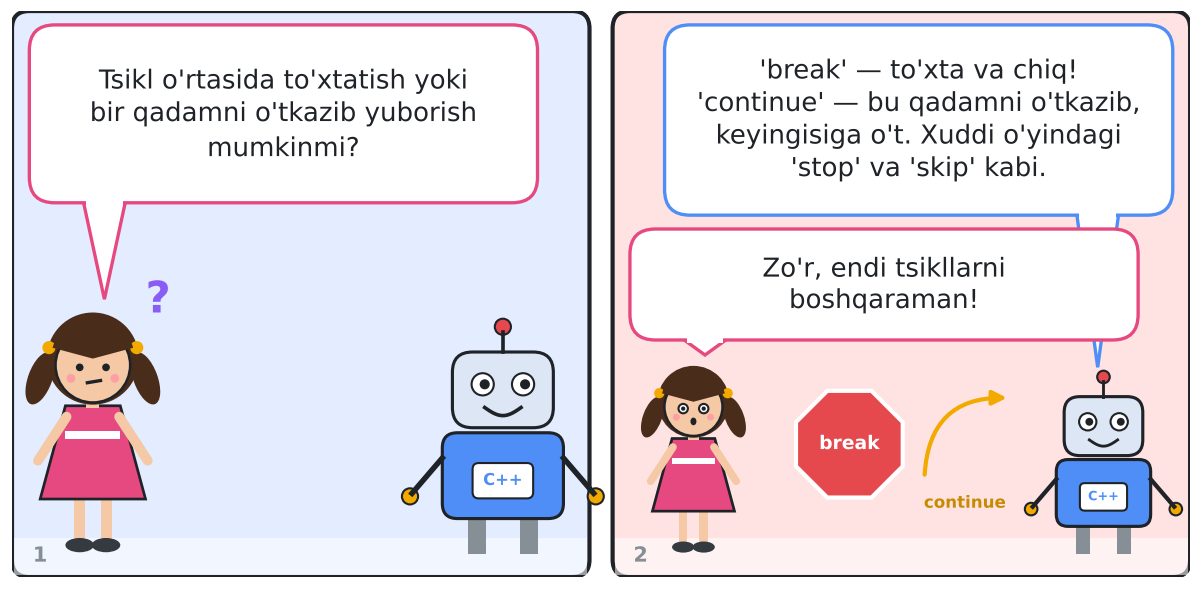 Tsikl o'rtasida to'xtatish yoki
bir qadamni o'tkazib yuborish
mumkinmi?
?
C++
1
'break' — to'xta va chiq!
'continue' — bu qadamni o'tkazib,
keyingisiga o't. Xuddi o'yindagi
'stop' va 'skip' kabi.
Zo'r, endi tsikllarni
boshqaraman!
break
continue
C++
2